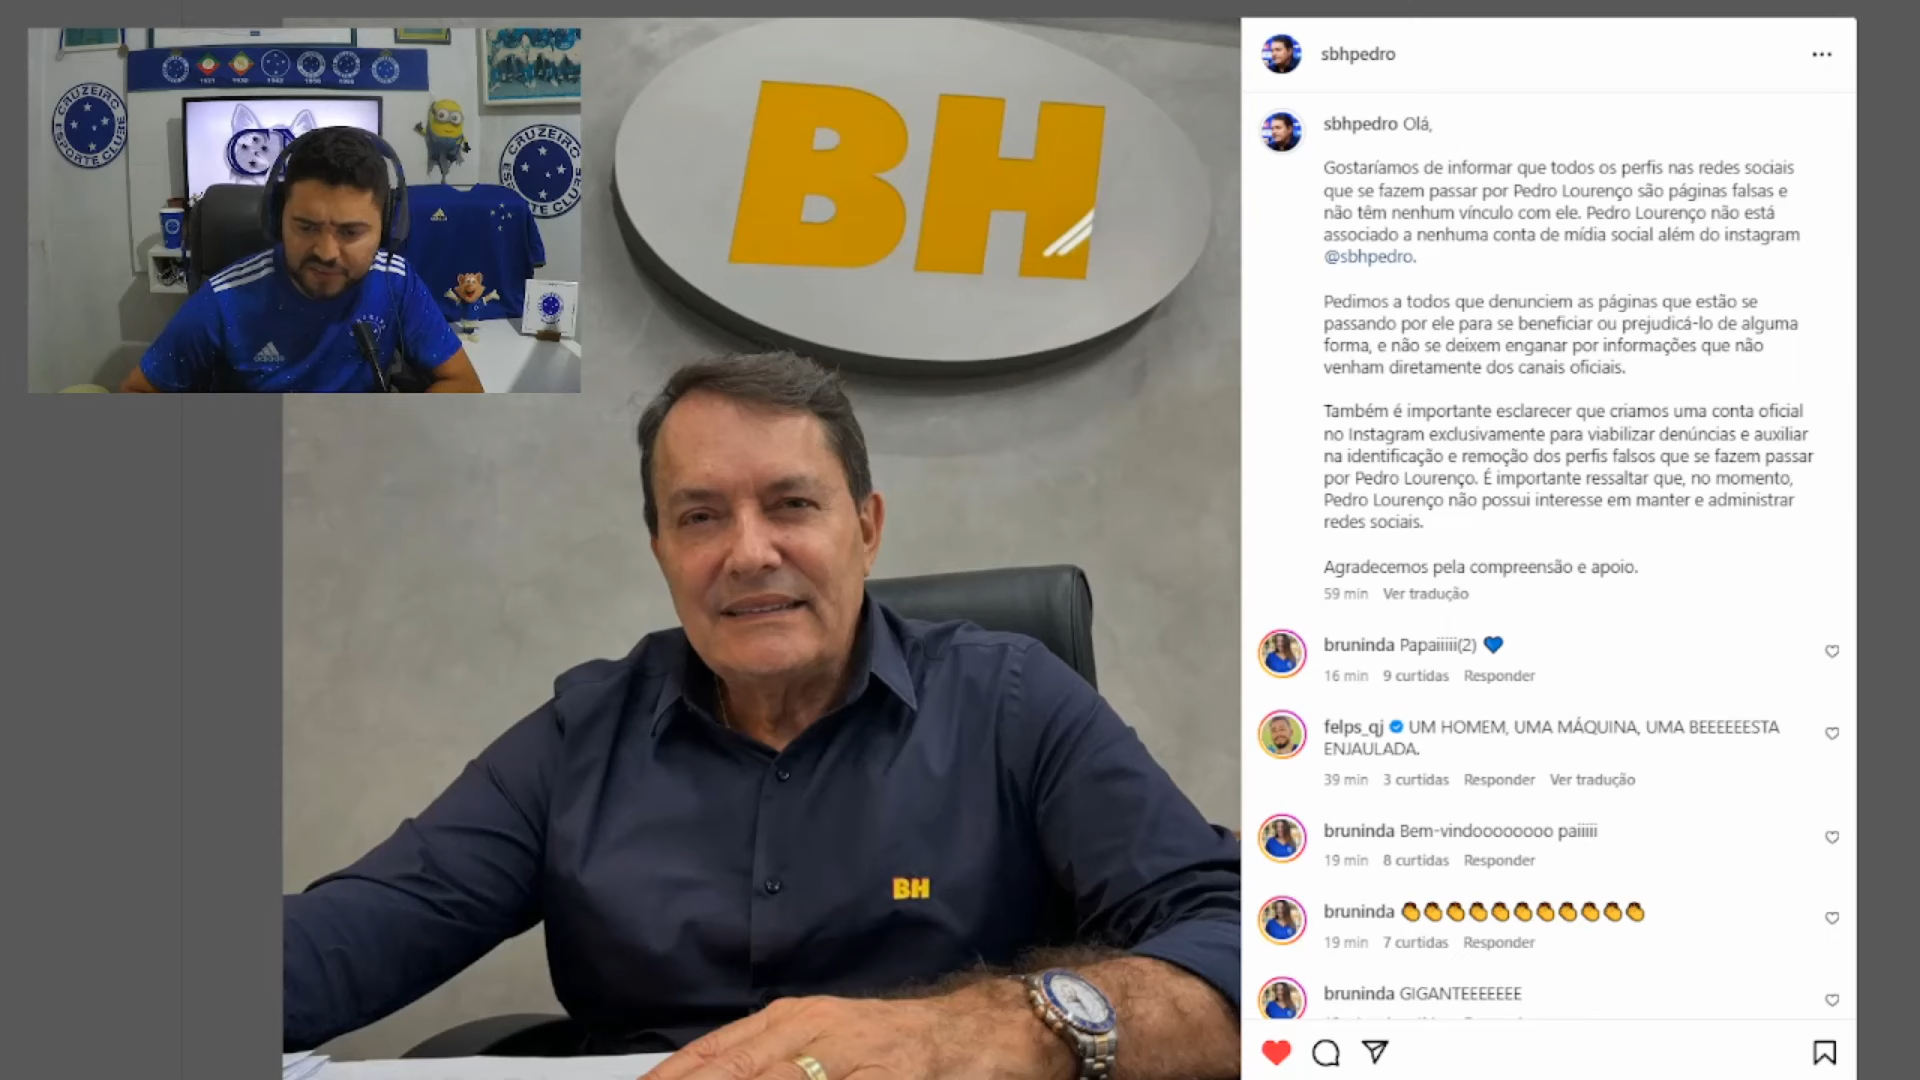 CRUZEIRO
ESPORTE CLUBE
1921
CRUZEIRO
BH
BH
sbhpedro
sbhpedro Olá,
Gostaríamos de informar que todos os perfis nas redes sociais
que se fazem passar por Pedro Lourenço são páginas falsas e
não têm nenhum vínculo com ele. Pedro Lourenço não está
associado a nenhuma conta de mídia social além do instagram
@sbhpedro.
Pedimos a todos que denunciem as páginas que estão se
passando por ele para se beneficiar ou prejudicá-lo de alguma
forma, e não se deixem enganar por informações que não
venham diretamente dos canais oficiais.
Também é importante esclarecer que criamos uma conta oficial
no Instagram exclusivamente para viabilizar denúncias e auxiliar
na identificação e remoção dos perfis falsos que se fazem passar
por Pedro Lourenço. É importante ressaltar que, no momento,
Pedro Lourenço não possui interesse em manter e administrar
redes sociais.
Agradecemos pela compreensão e apoio.
59 min Ver tradução
bruninda Papaiiiii(2) 💙
16 min 9 curtidas Responder
felps_qj UM HOMEM, UMA MÁQUINA, UMA BEEEEEESTA
ENJAULADA.
39 min 3 curtidas Responder Ver tradução
bruninda Bem-vindoooooooo paiiiii
19 min 8 curtidas Responder
bruninda 👏👏👏👏👏👏👏👏👏👏👏
19 min 7 curtidas Responder
bruninda GIGANTEEEEEEE